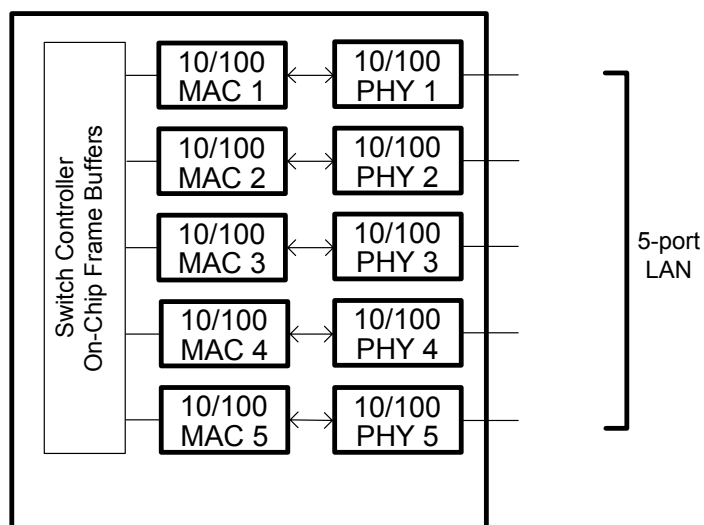 Switch Controller
On-Chip Frame Buffers
10/100
MAC 1
10/100
PHY 1
10/100
MAC 2
10/100
PHY 2
10/100
MAC 3
10/100
PHY 3
10/100
MAC 4
10/100
PHY 4
10/100
MAC 5
10/100
PHY 5
5-port
LAN